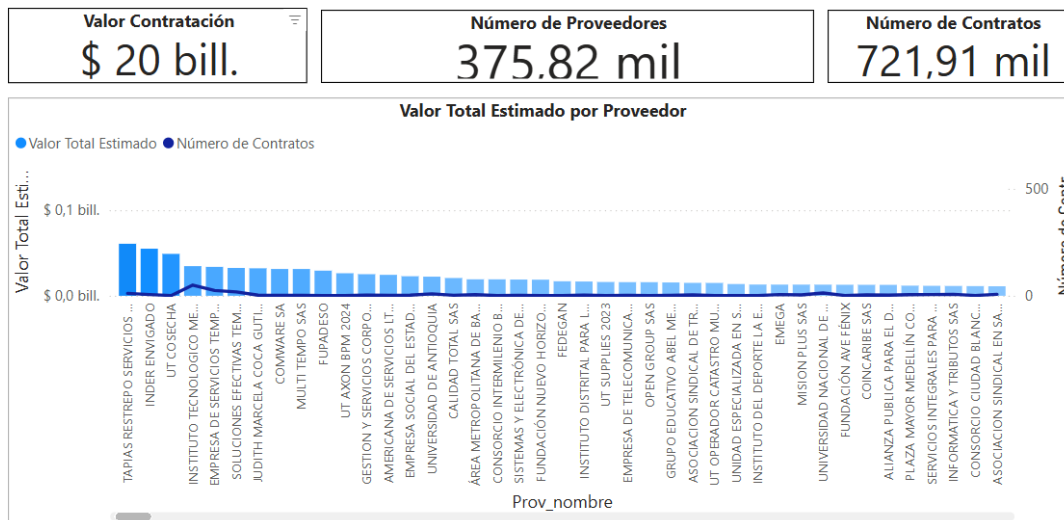 Valor Contratación
$ 20 bill.
Número de Proveedores
375,82 mil
Número de Contratos
721,91 mil
Valor Total Estimado por Proveedor
Valor Total Estimado
Número de Contratos
Valor Total Esti...
$ 0,1 bill.
$ 0,0 bill.
500
0
Número de Contr...
TAPIAS RESTREPO SERVICIOS ...
INDER ENVIGADO
UT COSECHA
INSTITUTO TECNOLOGICO ME...
EMPRESA DE SERVICIOS TEMP...
SOLUCIONES EFECTIVAS TEM...
JUDITH MARCELA COCA GUTI...
COMWARE SA
MULTI TEMPO SAS
FUPADESO
UT AXON BPM 2024
GESTION Y SERVICIOS CORPO...
AMERICANA DE SERVICIOS LT...
EMPRESA SOCIAL DEL ESTAD...
UNIVERSIDAD DE ANTIOQUIA
CALIDAD TOTAL SAS
ÁREA METROPOLITANA DE BA...
CONSORCIO INTERMILENIO B...
SISTEMAS Y ELECTRÓNICA DE...
FUNDACIÓN NUEVO HORIZO...
FEDEGAN
INSTITUTO DISTRITAL PARA L...
UT SUPPLIES 2023
EMPRESA DE TELECOMUNICA...
OPEN GROUP SAS
GRUPO EDUCATIVO ABEL ME...
ASOCIACION SINDICAL DE TR...
UT OPERADOR CATASTRO MU...
UNIDAD ESPECIALIZADA EN S...
INSTITUTO DEL DEPORTE LA E...
EMEGA
MISION PLUS SAS
UNIVERSIDAD NACIONAL DE ...
FUNDACIÓN AVE FÉNIX
COINCARIBE SAS
ALIANZA PUBLICA PARA EL D...
PLAZA MAYOR MEDELLÍN CO...
SERVICIOS INTEGRALES PARA ...
INFORMATICA Y TRIBUTOS SAS
CONSORCIO CIUDAD BLANC...
ASOCIACION SINDICAL EN SA...
Prov_nombre